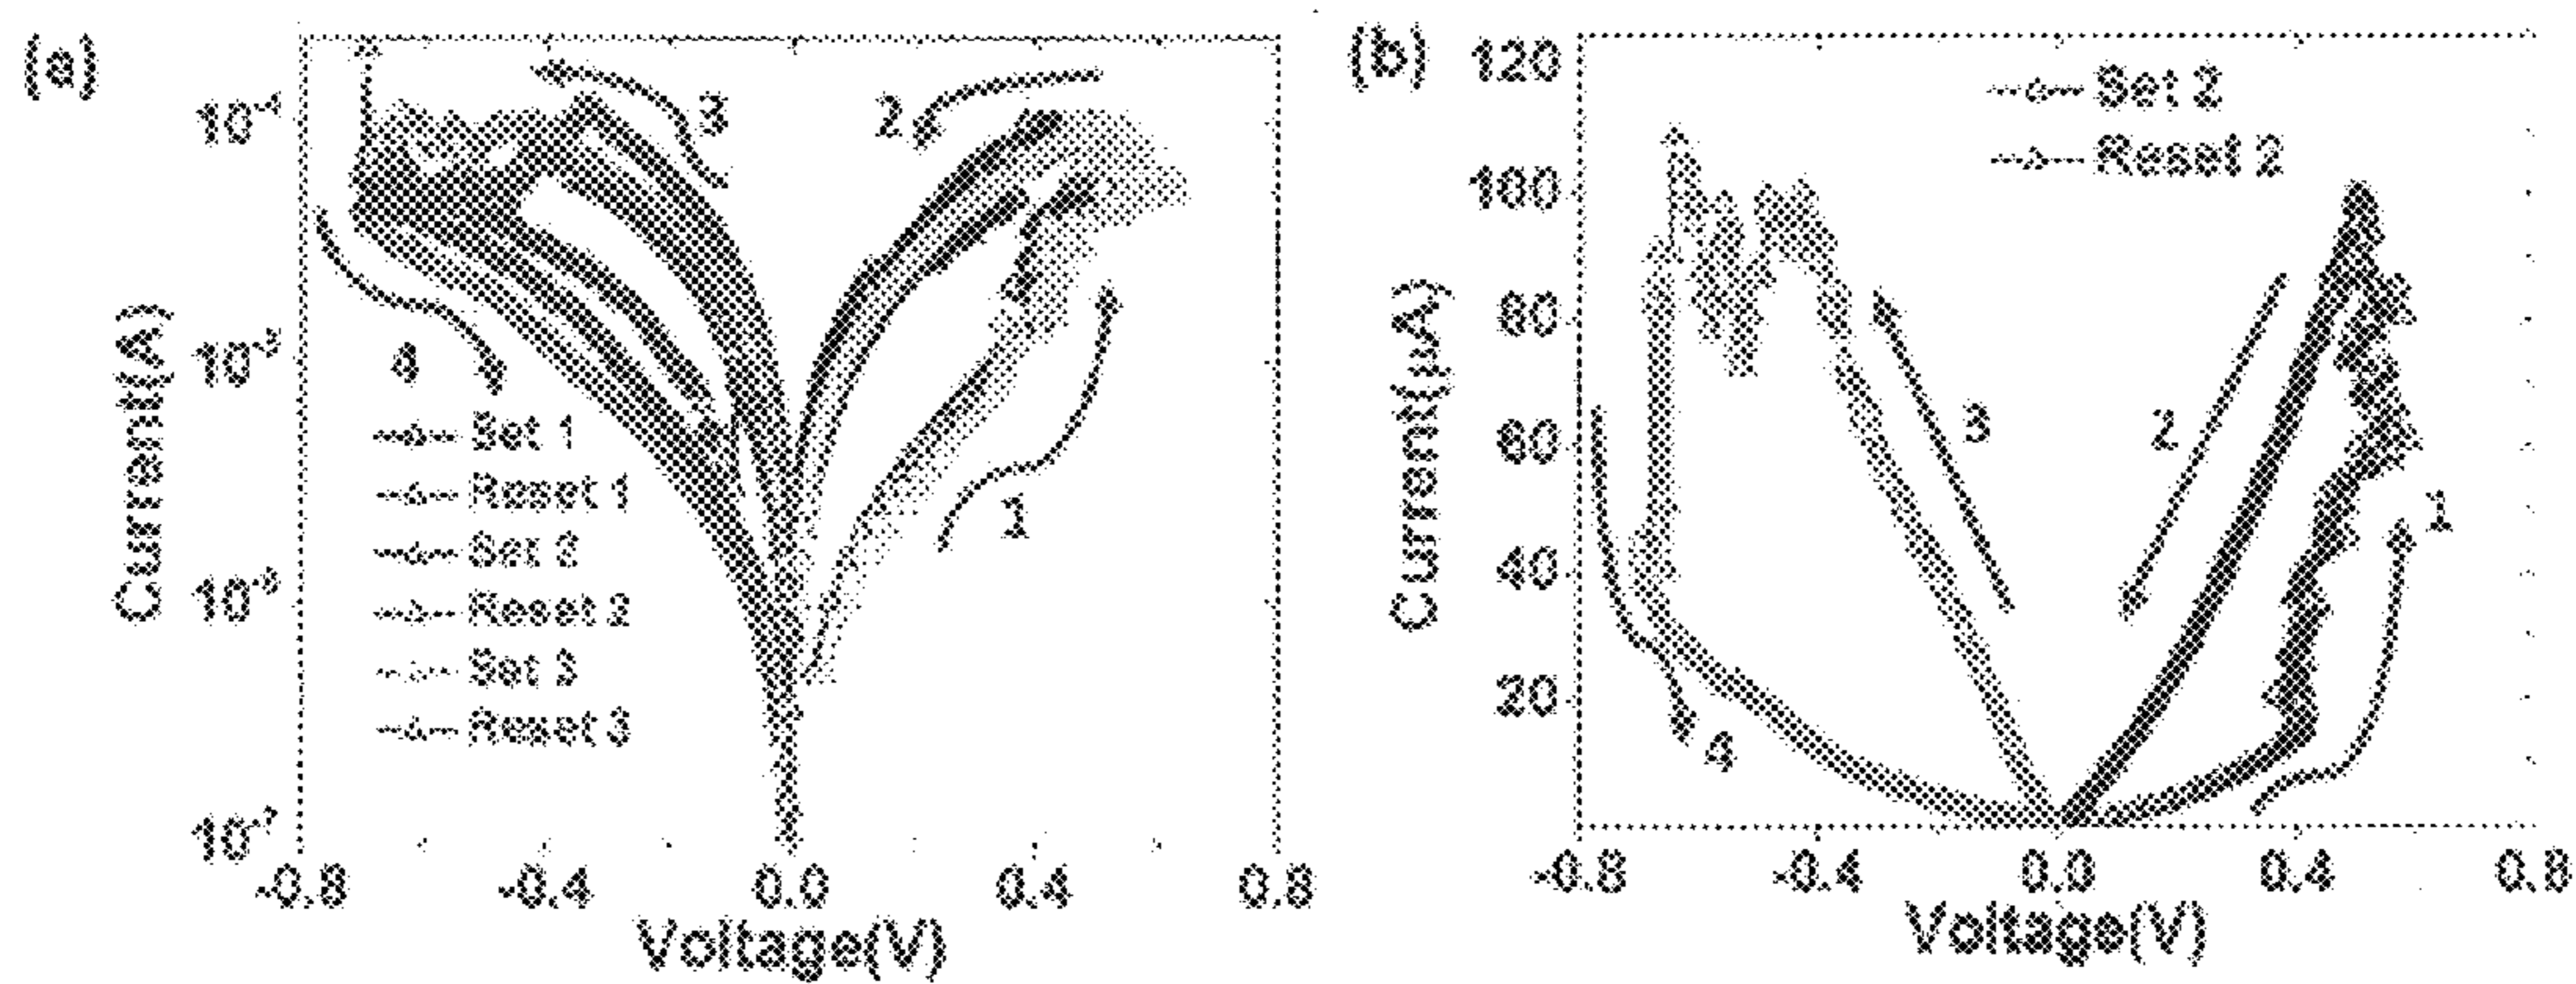 (a)
10⁻⁴
10⁻⁵
10⁻⁶
10⁻⁷
Current(A)
3
2
4
1
Set 1
Reset 1
Set 2
Reset 2
Set 3
Reset 3
-0.8 -0.4 0.0 0.4 0.8
Voltage(V)
(b)
120
100
80
60
40
20
Current(μA)
Set 2
Reset 2
3
2
1
4
-0.8 -0.4 0.0 0.4 0.8
Voltage(V)